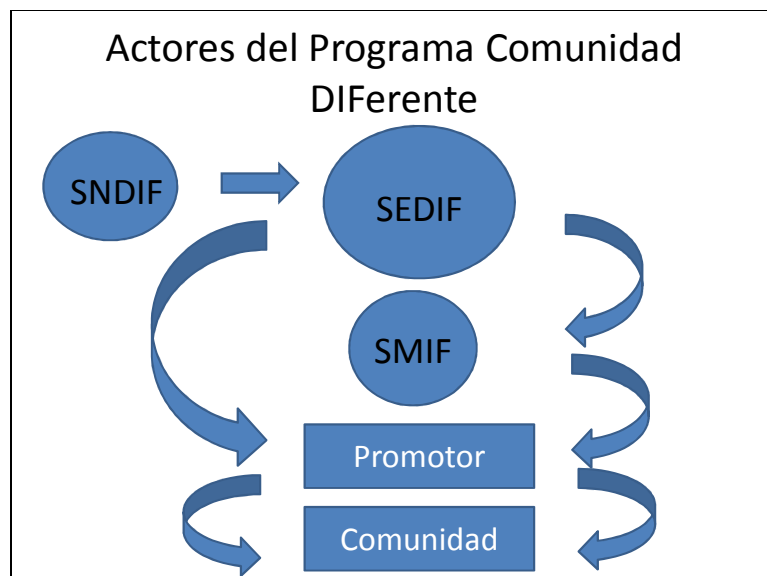 Actores del Programa Comunidad
DIFerente
SNDIF
SEDIF
SMIF
Promotor
Comunidad